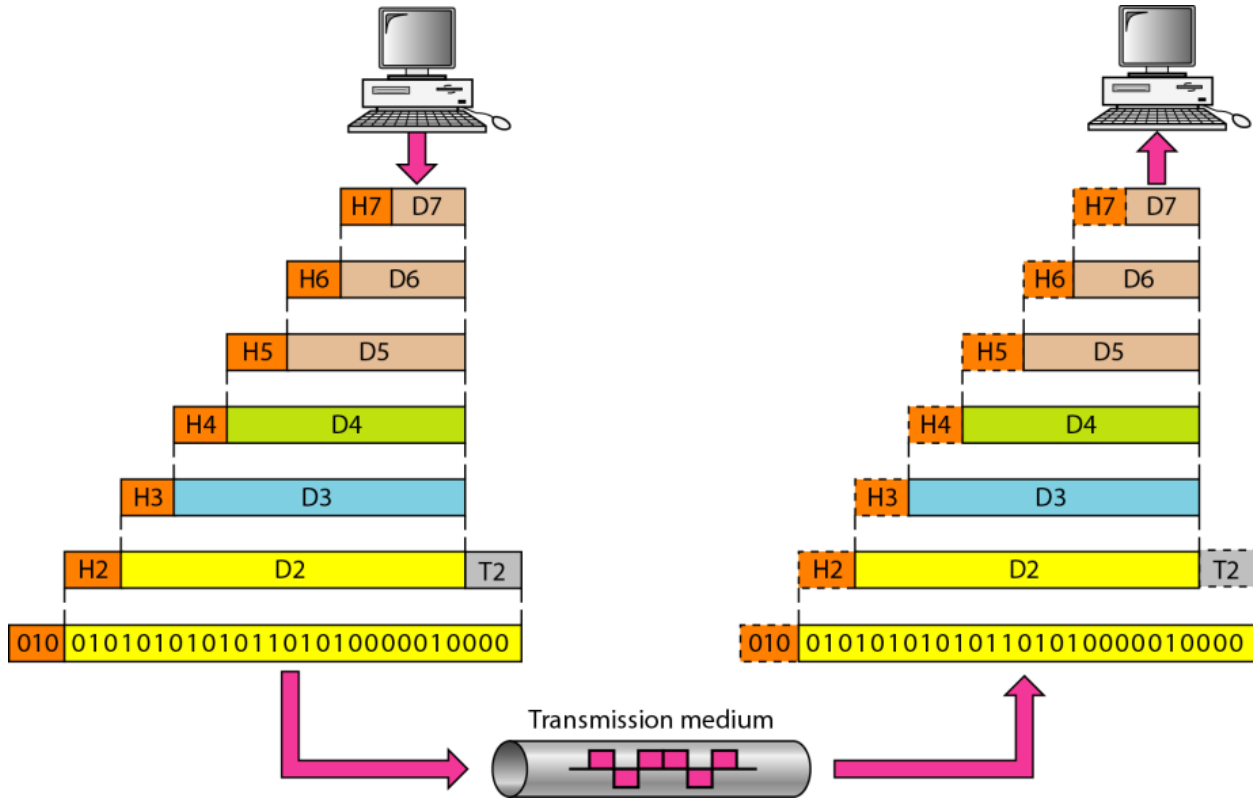 H7 D7 H7 D7
H6 D6 H6 D6
H5 D5 H5 D5
H4 D4 H4 D4
H3 D3 H3 D3
H2 D2 T2 H2 D2 T2
010 010101010101101010000010000 010 010101010101101010000010000
Transmission medium